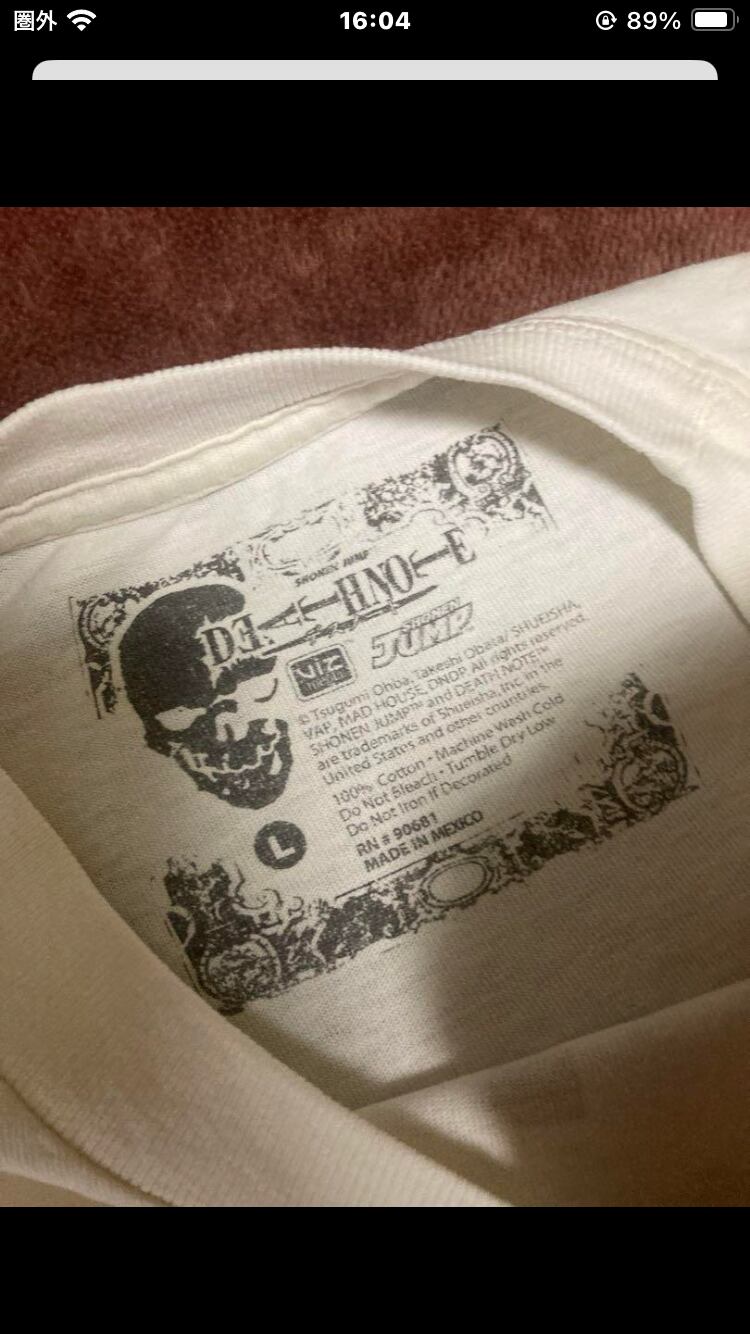 圏外 16:04 89%
SHONEN JUMP
DEATHNOTE
VIZ
MEDIA
SHONEN
JUMP
© Tsugumi Ohba, Takeshi Obata/ SHUEISHA,
VAP, MAD HOUSE, DNDP All rights reserved.
SHONEN JUMP™ and DEATH NOTE™
are trademarks of Shueisha, Inc. in the
United States and other countries.
100% Cotton • Machine Wash Cold
Do Not Bleach • Tumble Dry Low
Do Not Iron If Decorated
RN # 90681
MADE IN MEXICO
L